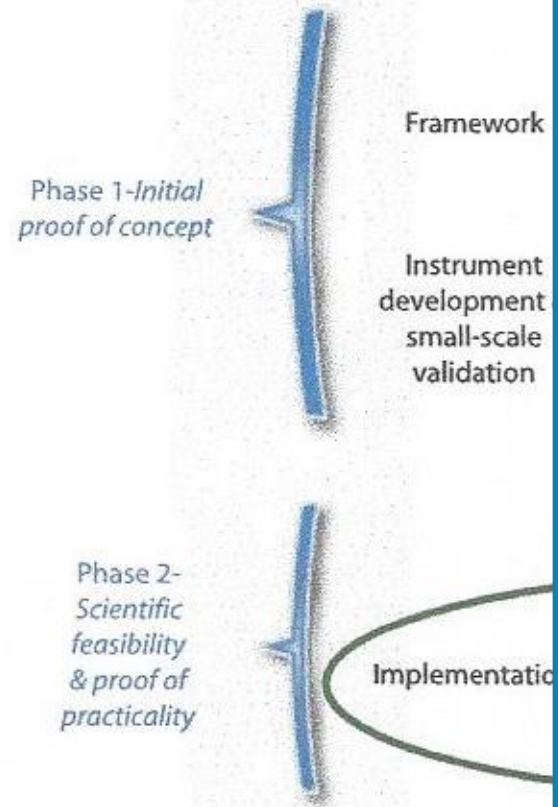 Framework
Phase 1-Initial
proof of concept
Instrument
development
small-scale
validation
Phase 2-
Scientific
feasibility
& proof of
practicality
Implementatio